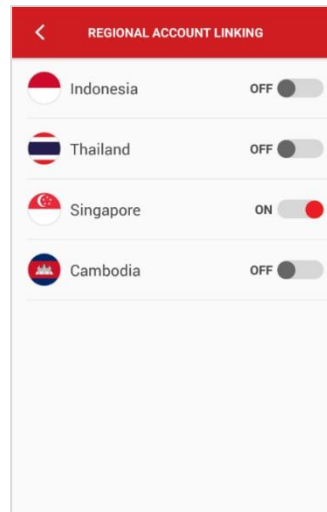 REGIONAL ACCOUNT LINKING
Indonesia OFF
Thailand OFF
Singapore ON
Cambodia OFF